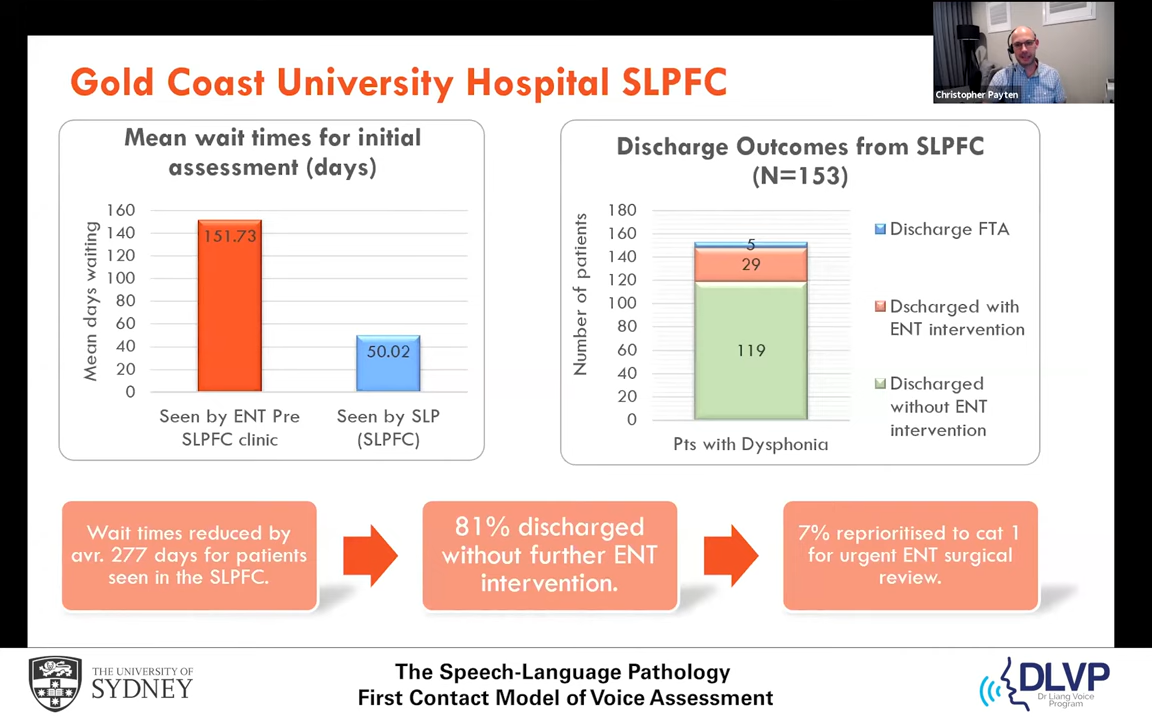 Christopher Payten
Gold Coast University Hospital SLPFC
Mean wait times for initial
assessment (days)
Mean days waiting
160
140
120
100
80
60
40
20
0
151.73
50.02
Seen by ENT Pre
SLPFC clinic
Seen by SLP
(SLPFC)
Discharge Outcomes from SLPFC
(N=153)
Number of patients
180
160
140
120
100
80
60
40
20
0
5
29
119
Pts with Dysphonia
Discharge FTA
Dscharged with
ENT intervention
Discharged
without ENT
intervention
Wait times reduced by
avr. 277 days for patients
seen in the SLPFC.
81% discharged
without further ENT
intervention.
7% reprioritised to cat 1
for urgent ENT surgical
review.
THE UNIVERSITY OF
SYDNEY
The Speech-Language Pathology
First Contact Model of Voice Assessment
DLVP
Dr Liang Voice
Program